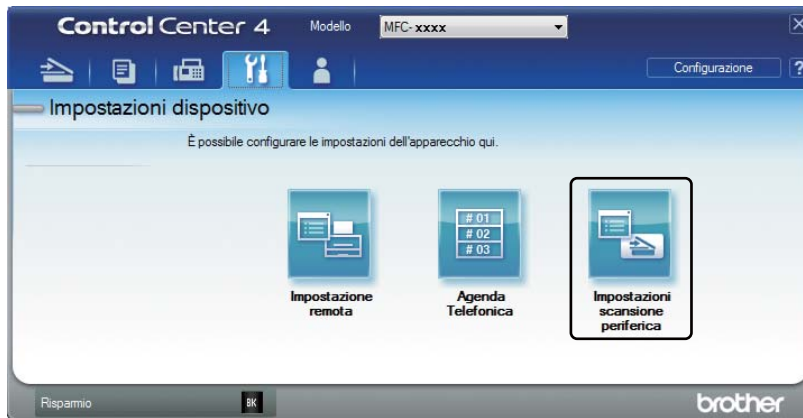 Control Center 4 Modello MFC-xxxx X
Configurazione ?
Impostazioni dispositivo
È possibile configurare le impostazioni dell'apparecchio qui.
# 01
# 02
# 03
Impostazione
remota
Agenda
Telefonica
Impostazioni
scansione
periferica
Risparmio BK brother